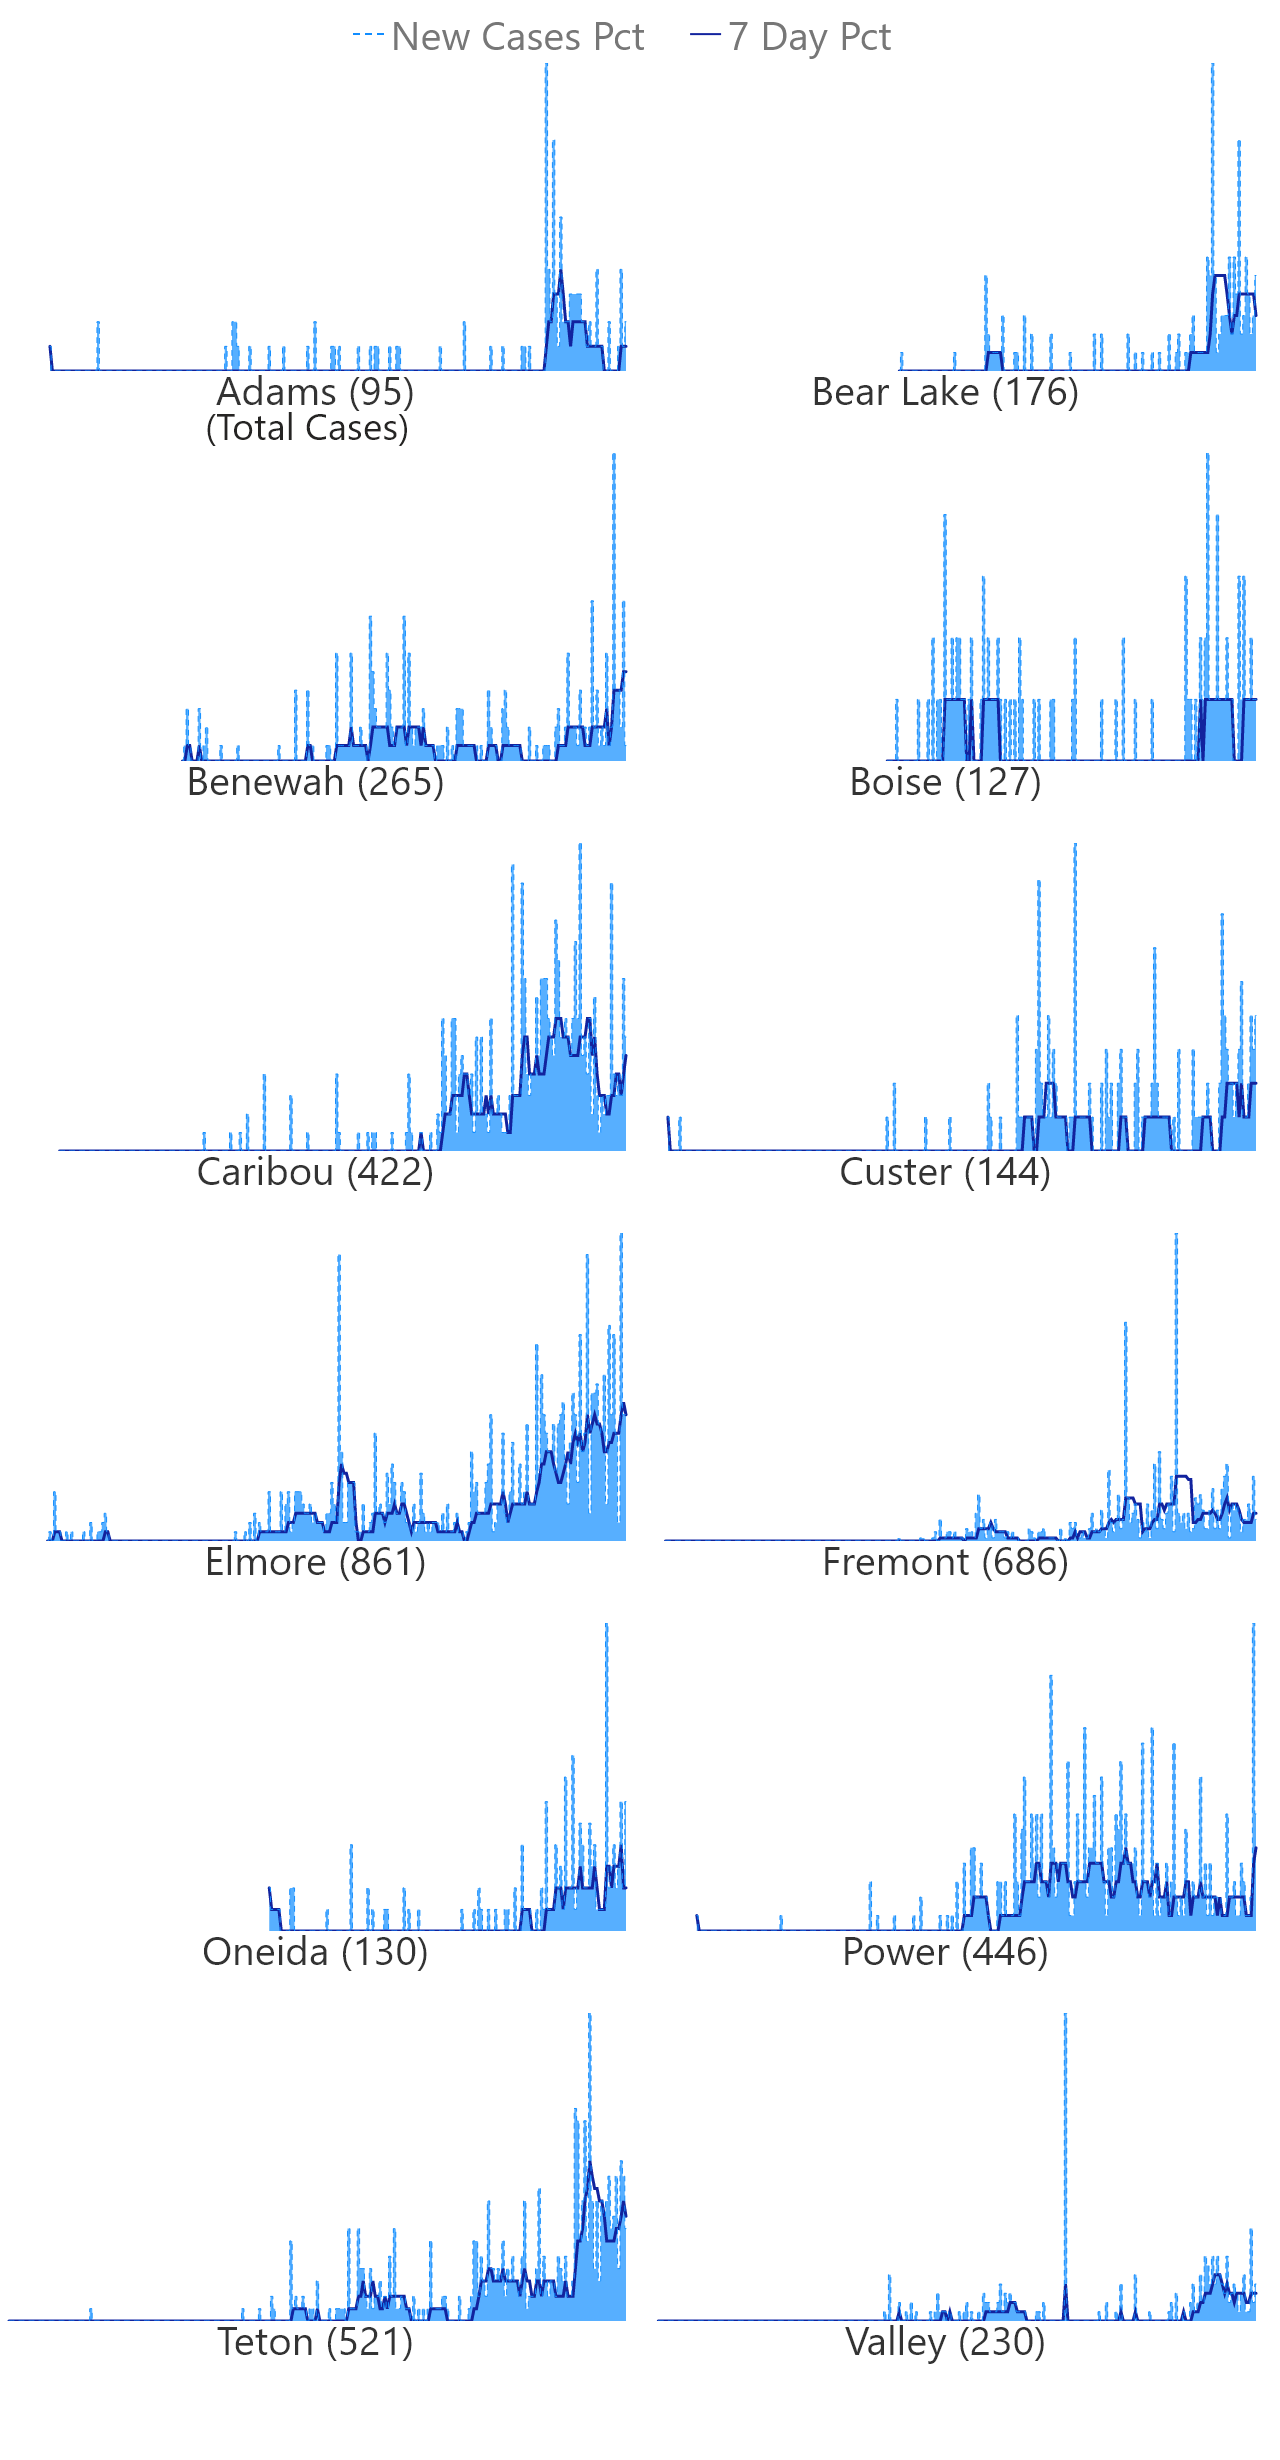 New Cases Pct 7 Day Pct
Adams (95) Bear Lake (176)
(Total Cases)
Benewah (265) Boise (127)
Caribou (422) Custer (144)
Elmore (861) Fremont (686)
Oneida (130) Power (446)
Teton (521) Valley (230)